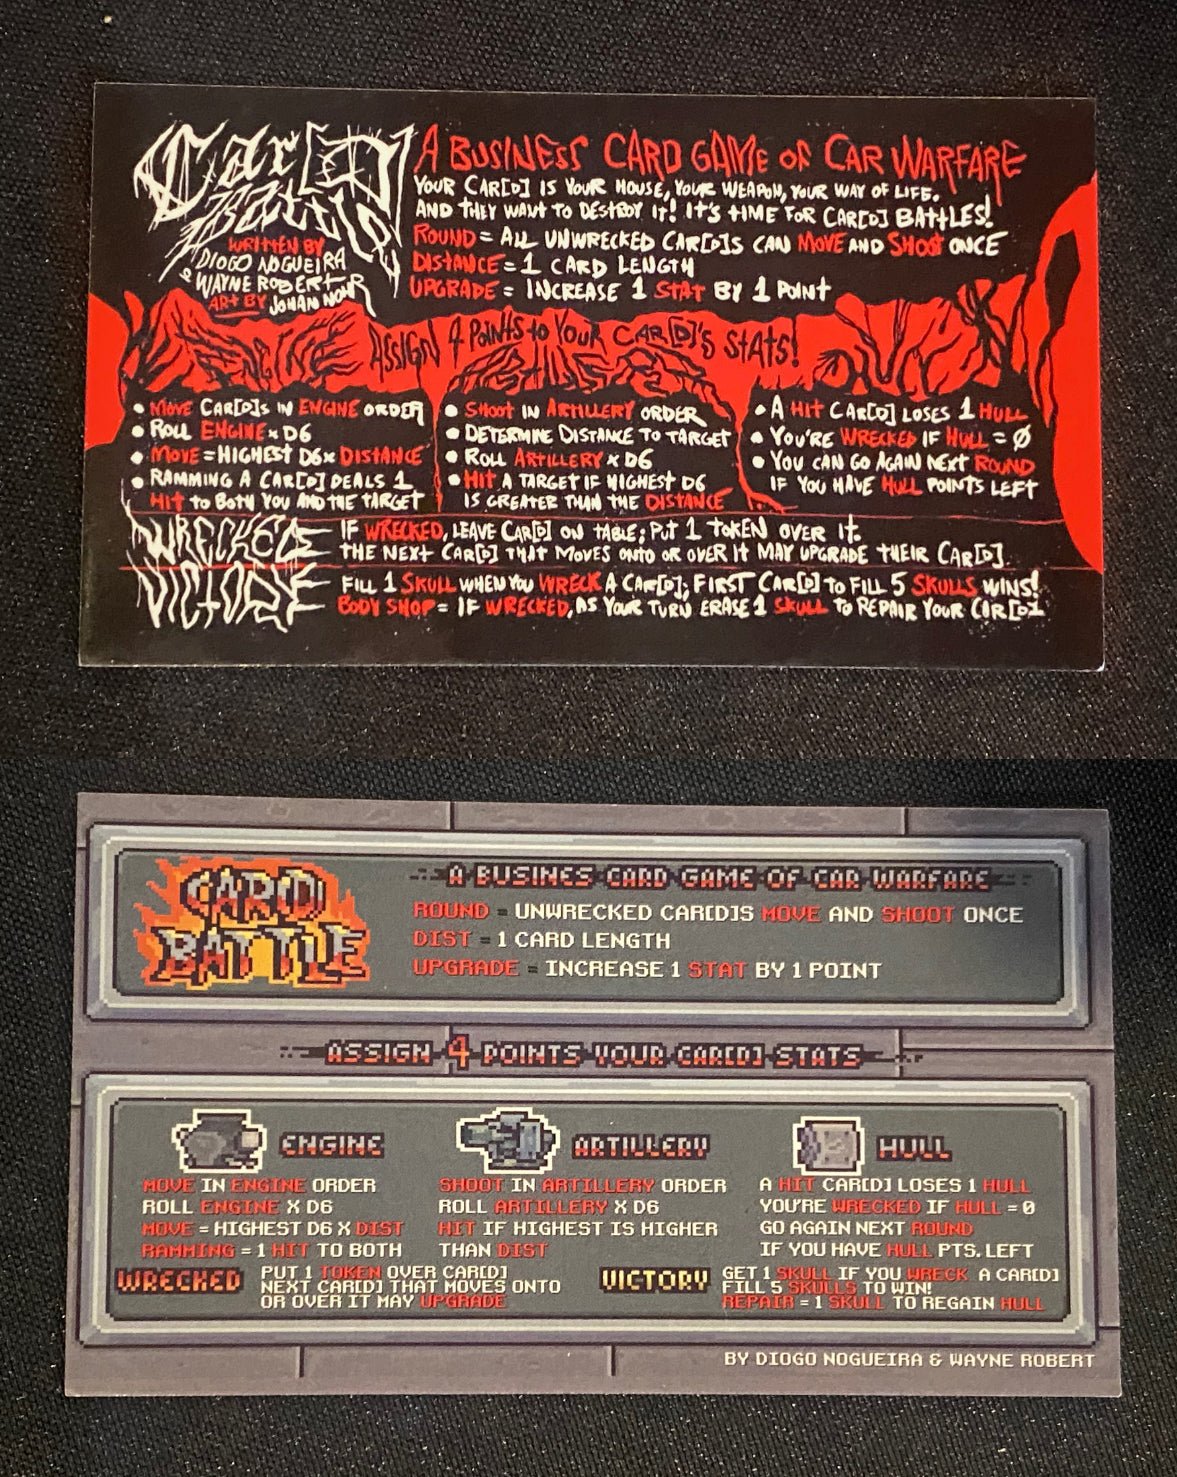 Car[D]
Battle
WRITTEN BY
DIOGO NOGUEIRA
& WAYNE ROBERT
ART BY JOHAN NOHR
A BUSINESS CARD GAME OF CAR WARFARE
YOUR CAR[D] IS YOUR HOUSE, YOUR WEAPON, YOUR WAY OF LIFE.
AND THEY WANT TO DESTROY IT! IT'S TIME FOR CAR[D] BATTLES!
ROUND = ALL UNWRECKED CAR[D]S CAN MOVE AND SHOOT ONCE
DISTANCE = 1 CARD LENGTH
UPGRADE = INCREASE 1 STAT BY 1 POINT
ASSIGN 4 POINTS TO YOUR CAR[D]'S STATS!
ENGINE
• MOVE CAR[D]S IN ENGINE ORDER
• ROLL ENGINE x D6
• MOVE = HIGHEST D6 x DISTANCE
• RAMMING A CAR[D] DEALS 1
HIT TO BOTH YOU AND THE TARGET
• SHOOT IN ARTILLERY ORDER
• DETERMINE DISTANCE TO TARGET
• ROLL ARTILLERY x D6
• HIT A TARGET IF HIGHEST D6
IS GREATER THAN THE DISTANCE
• A HIT CAR[D] LOSES 1 HULL
• YOU'RE WRECKED IF HULL = Ø
• YOU CAN GO AGAIN NEXT ROUND
IF YOU HAVE HULL POINTS LEFT
WRECKED
IF WRECKED, LEAVE CAR[D] ON TABLE; PUT 1 TOKEN OVER IT.
THE NEXT CAR[D] THAT MOVES ONTO OR OVER IT MAY UPGRADE THEIR CAR[D].
VICTORY
FILL 1 SKULL WHEN YOU WRECK A CAR[D]; FIRST CAR[D] TO FILL 5 SKULLS WINS!
BODY SHOP = IF WRECKED, AS YOUR TURN ERASE 1 SKULL TO REPAIR YOUR CAR[D]
CARD
BATTLE
A BUSINES CARD GAME OF CAR WARFARE
ROUND = UNWRECKED CAR[D]S MOVE AND SHOOT ONCE
DIST = 1 CARD LENGTH
UPGRADE = INCREASE 1 STAT BY 1 POINT
ASSIGN 4 POINTS YOUR CAR[D] STATS
ENGINE
MOVE IN ENGINE ORDER
ROLL ENGINE X D6
MOVE = HIGHEST D6 X DIST
RAMMING = 1 HIT TO BOTH
ARTILLERY
SHOOT IN ARTILLERY ORDER
ROLL ARTILLERY X D6
HIT IF HIGHEST IS HIGHER
THAN DIST
HULL
A HIT CAR[D] LOSES 1 HULL
YOU'RE WRECKED IF HULL = 0
GO AGAIN NEXT ROUND
IF YOU HAVE HULL PTS. LEFT
WRECKED
PUT 1 TOKEN OVER CAR[D]
NEXT CAR[D] THAT MOVES ONTO
OR OVER IT MAY UPGRADE
VICTORY
GET 1 SKULL IF YOU WRECK A CAR[D]
FILL 5 SKULLS TO WIN!
REPAIR = 1 SKULL TO REGAIN HULL
BY DIOGO NOGUEIRA & WAYNE ROBERT